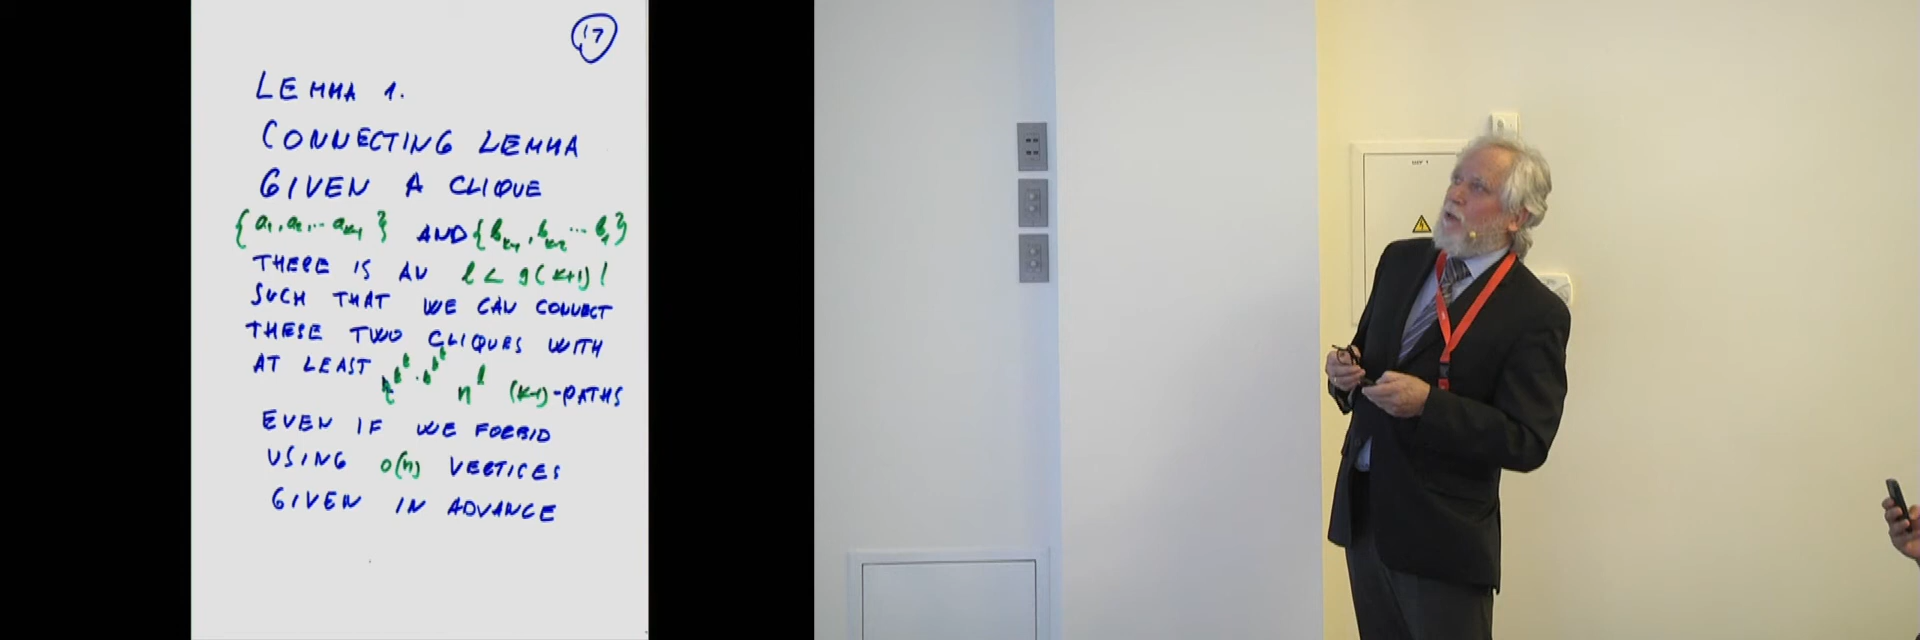 17
LEMMA 1.
CONNECTING LEMMA
GIVEN A CLIQUE
{a₁, a₂, ... aₖ₋₁} AND {bₖ₋₁, bₖ₋₂ ... b₁}
THERE IS AN l < 9(k+1)!
SUCH THAT WE CAN CONNECT
THESE TWO CLIQUES WITH
AT LEAST nˡ (k-1)-PATHS
EVEN IF WE FORBID
USING o(n) VERTICES
GIVEN IN ADVANCE